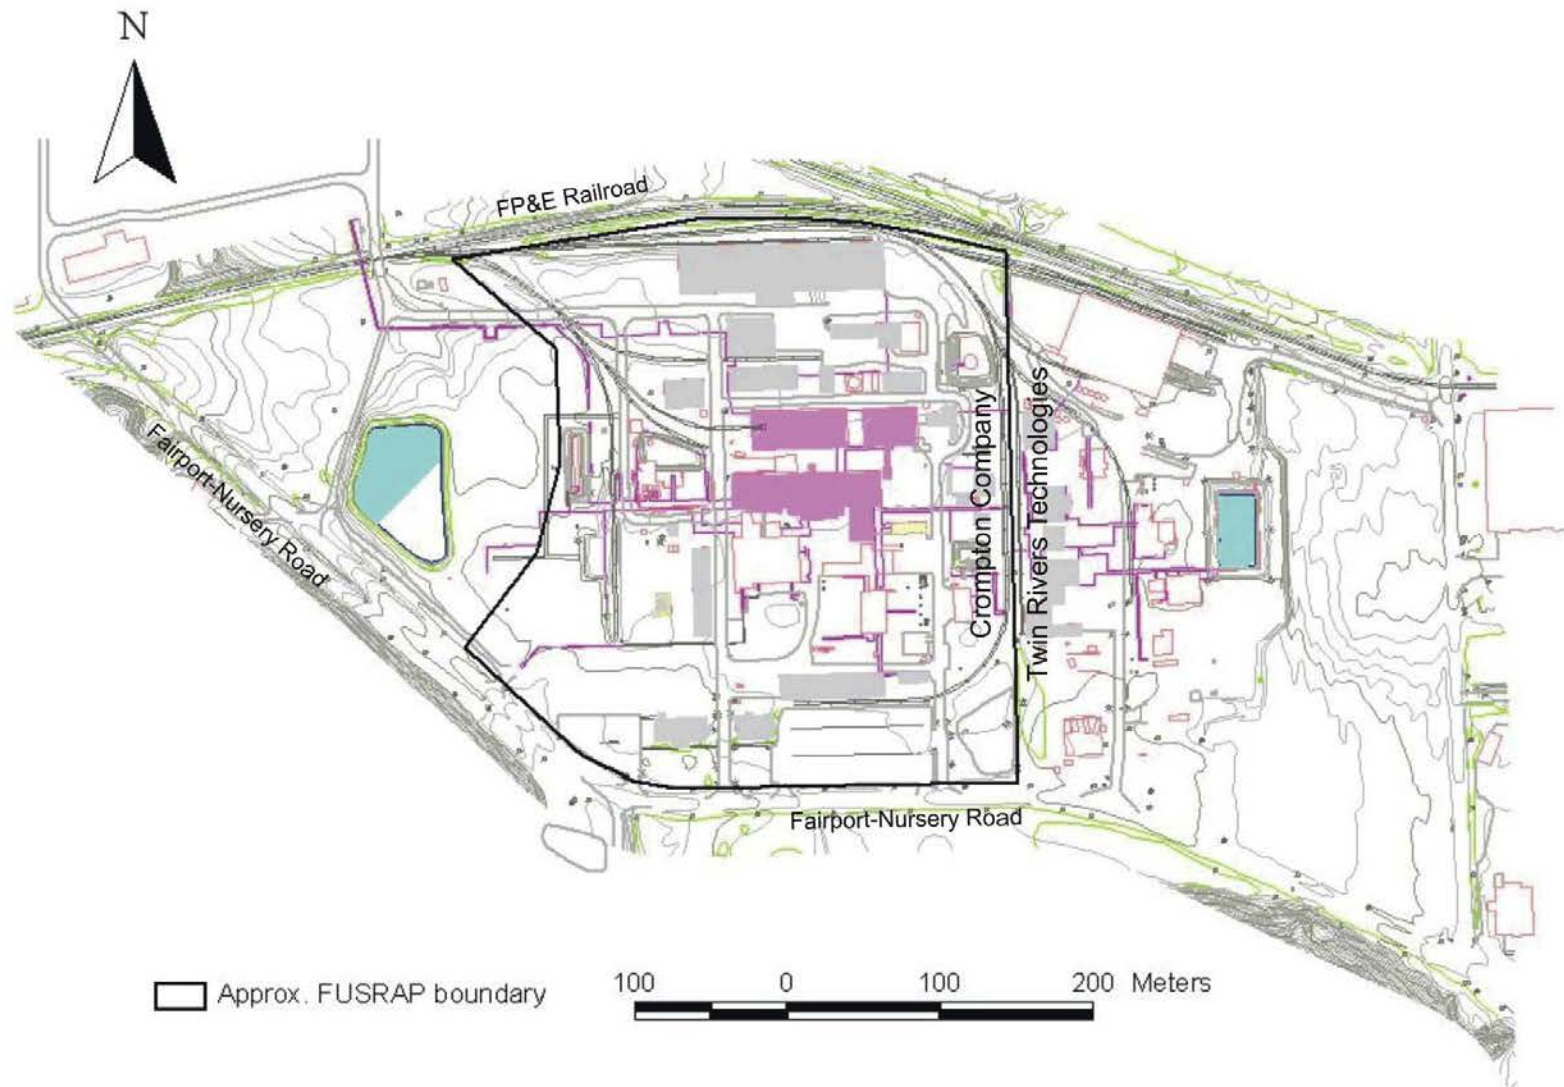 N
FP&E Railroad
Fairport-Nursery Road
Crompton Company
Twin Rivers Technologies
Fairport-Nursery Road
Approx. FUSRAP boundary
100 0 100 200 Meters